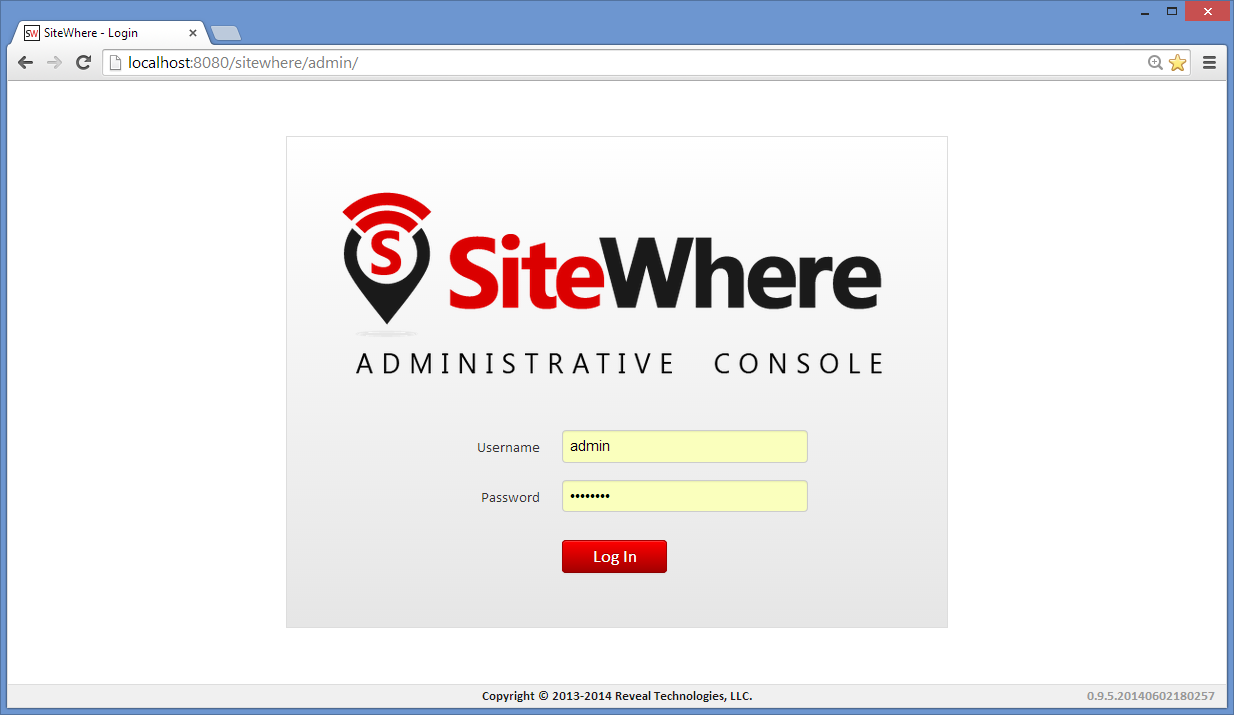 SW SiteWhere - Login
localhost:8080/sitewhere/admin/
S
SiteWhere
ADMINISTRATIVE CONSOLE
Username admin
Password ••••••••
Log In
Copyright © 2013-2014 Reveal Technologies, LLC. 0.9.5.20140602180257